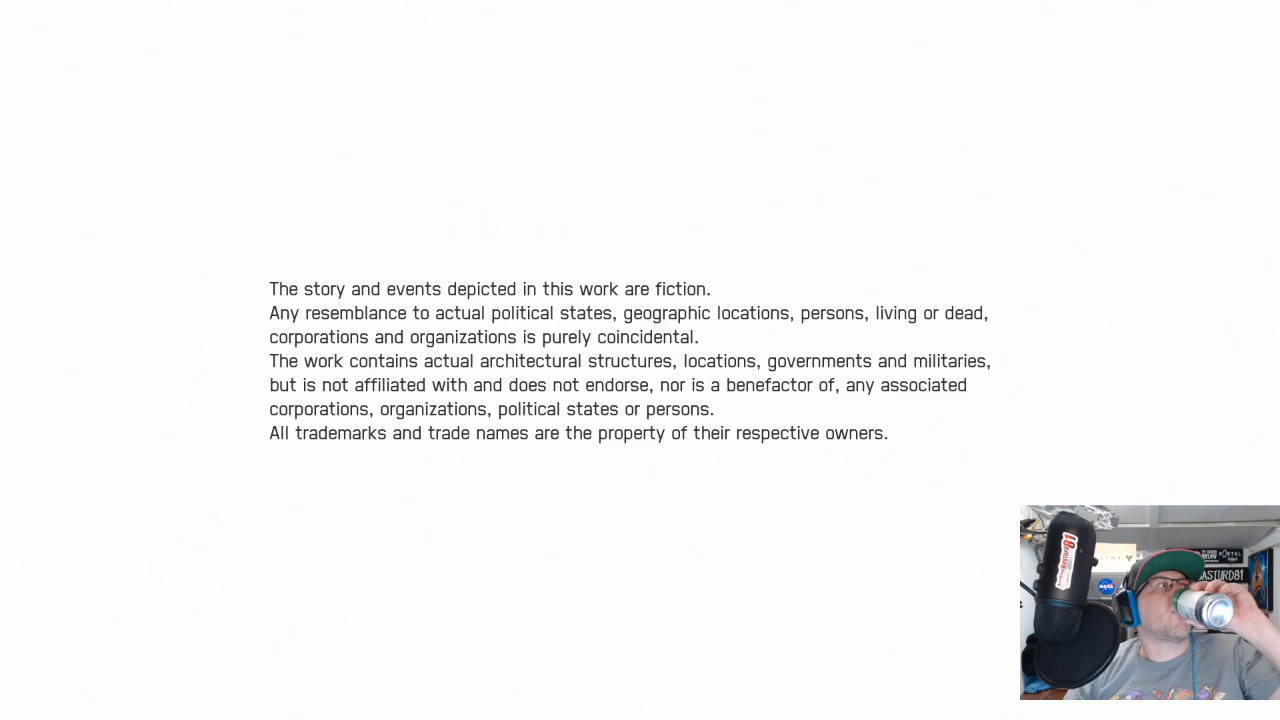 The story and events depicted in this work are fiction.
Any resemblance to actual political states, geographic locations, persons, living or dead,
corporations and organizations is purely coincidental.
The work contains actual architectural structures, locations, governments and militaries,
but is not affiliated with and does not endorse, nor is a benefactor of, any associated
corporations, organizations, political states or persons.
All trademarks and trade names are the property of their respective owners.
PORTAL
NASA